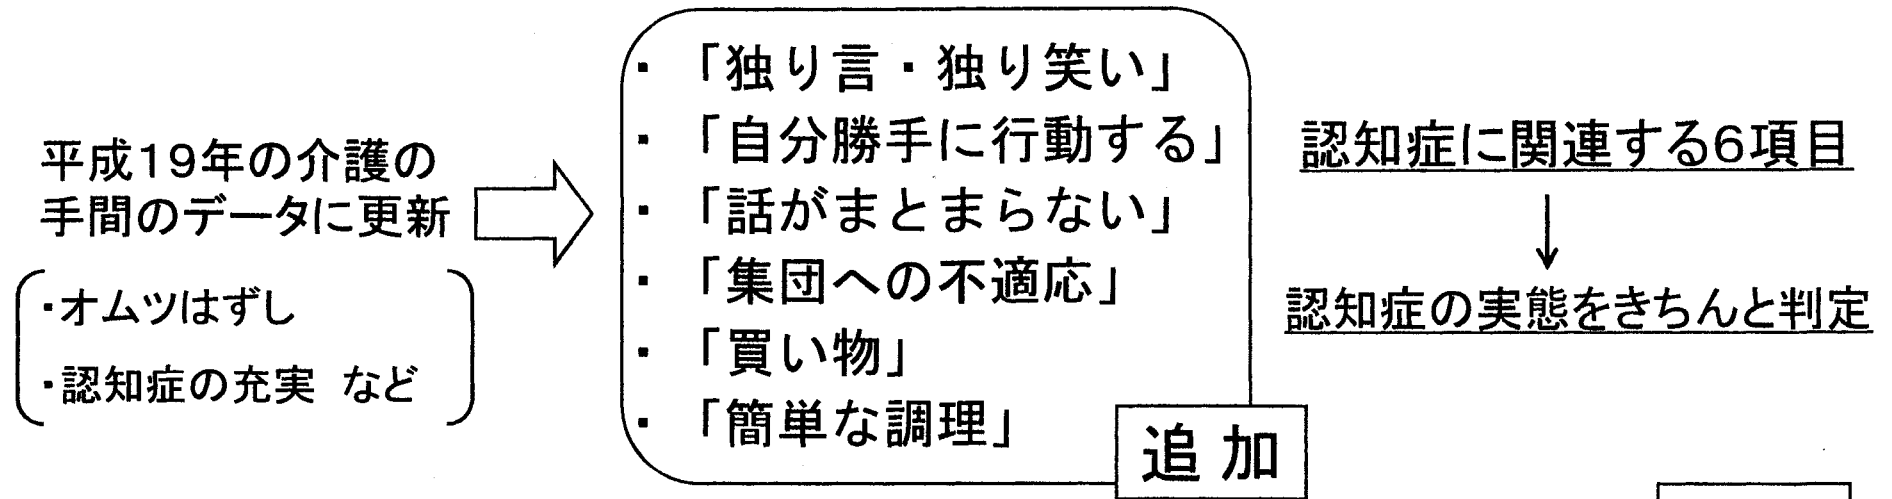 平成19年の介護の
手間のデータに更新
・オムツはずし
・認知症の充実 など
・「独り言・独り笑い」
・「自分勝手に行動する」
・「話がまとまらない」
・「集団への不適応」
・「買い物」
・「簡単な調理」
追 加
認知症に関連する6項目
認知症の実態をきちんと判定